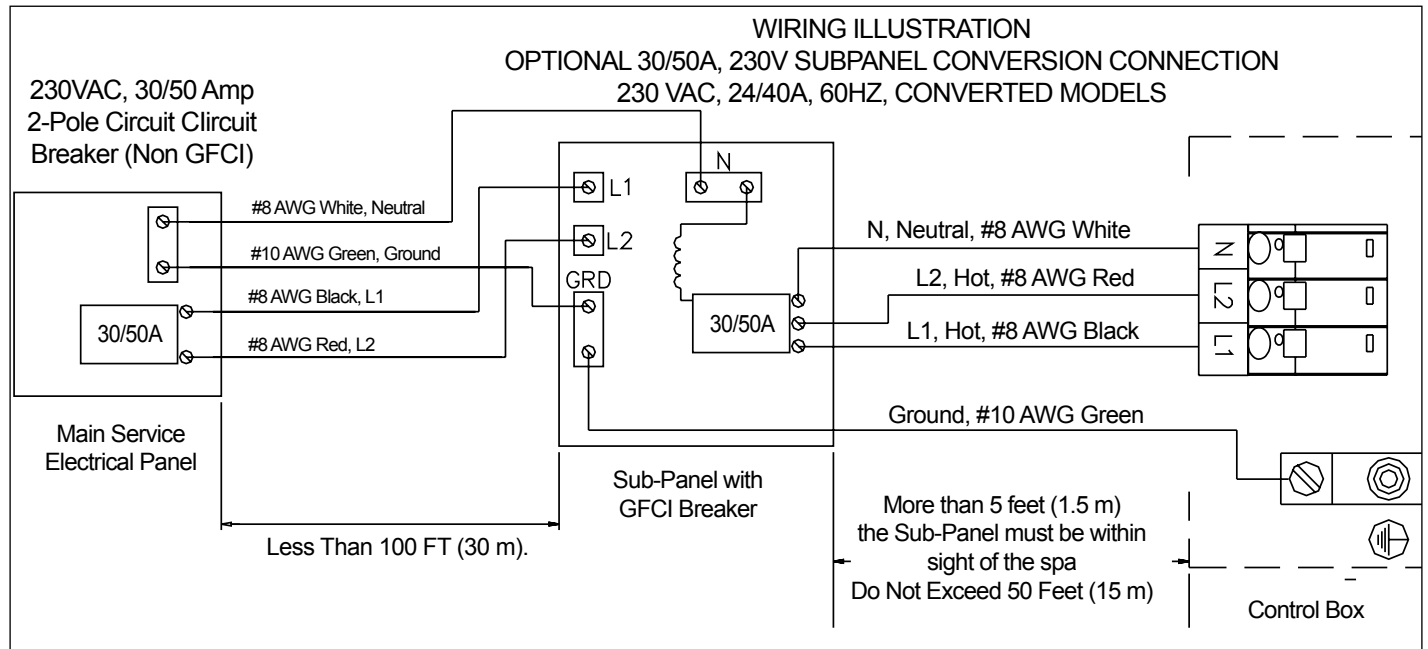 WIRING ILLUSTRATION
OPTIONAL 30/50A, 230V SUBPANEL CONVERSION CONNECTION
230 VAC, 24/40A, 60HZ, CONVERTED MODELS
230VAC, 30/50 Amp
2-Pole Circuit Clircuit
Breaker (Non GFCI)
#8 AWG White, Neutral
#10 AWG Green, Ground
#8 AWG Black, L1
#8 AWG Red, L2
30/50A
Main Service
Electrical Panel
Less Than 100 FT (30 m).
L1
L2
GRD
N
30/50A
Sub-Panel with
GFCI Breaker
N, Neutral, #8 AWG White
L2, Hot, #8 AWG Red
L1, Hot, #8 AWG Black
Ground, #10 AWG Green
More than 5 feet (1.5 m)
the Sub-Panel must be within
sight of the spa
Do Not Exceed 50 Feet (15 m)
N
L2
L1
Control Box